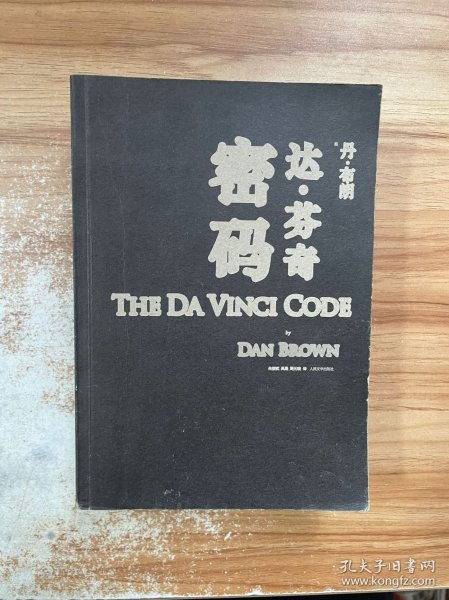 丹·布朗
达·芬奇
密码
THE DA VINCI CODE
by
DAN BROWN
人民文学出版社
孔夫子旧书网
www.kongfz.com